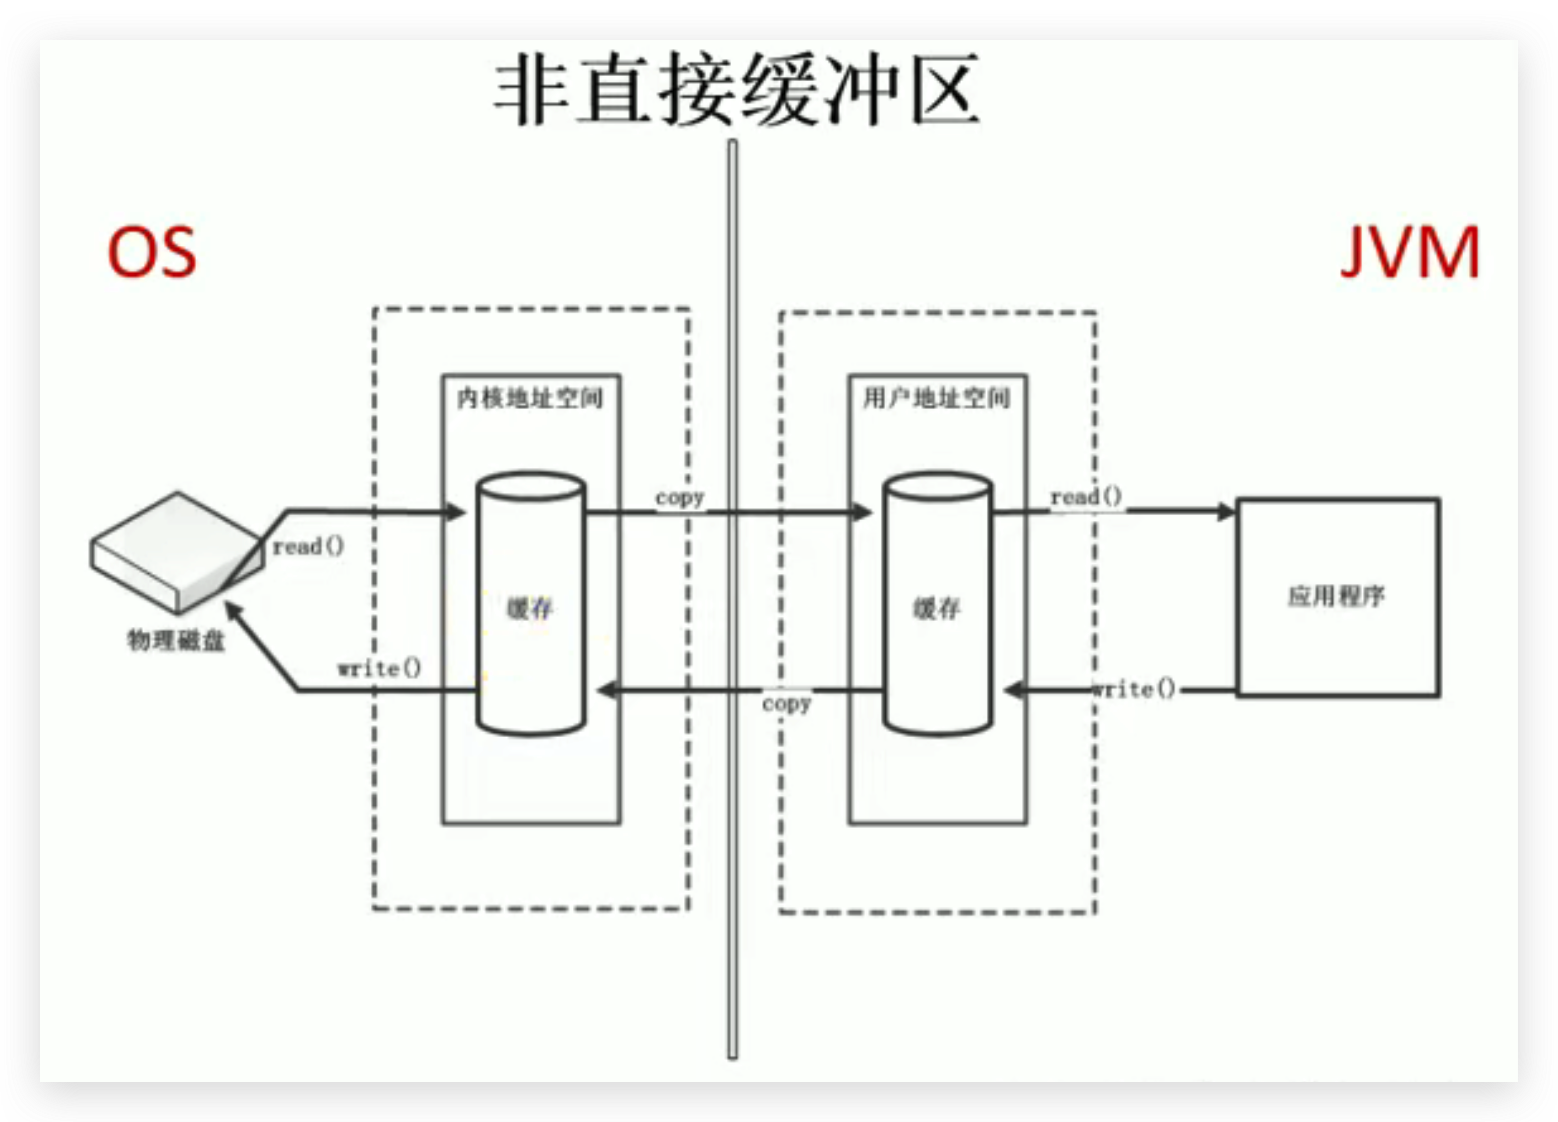 非直接缓冲区
OS
JVM
内核地址空间
用户地址空间
copy
read()
read()
缓存
缓存
应用程序
物理磁盘
write()
copy
write()